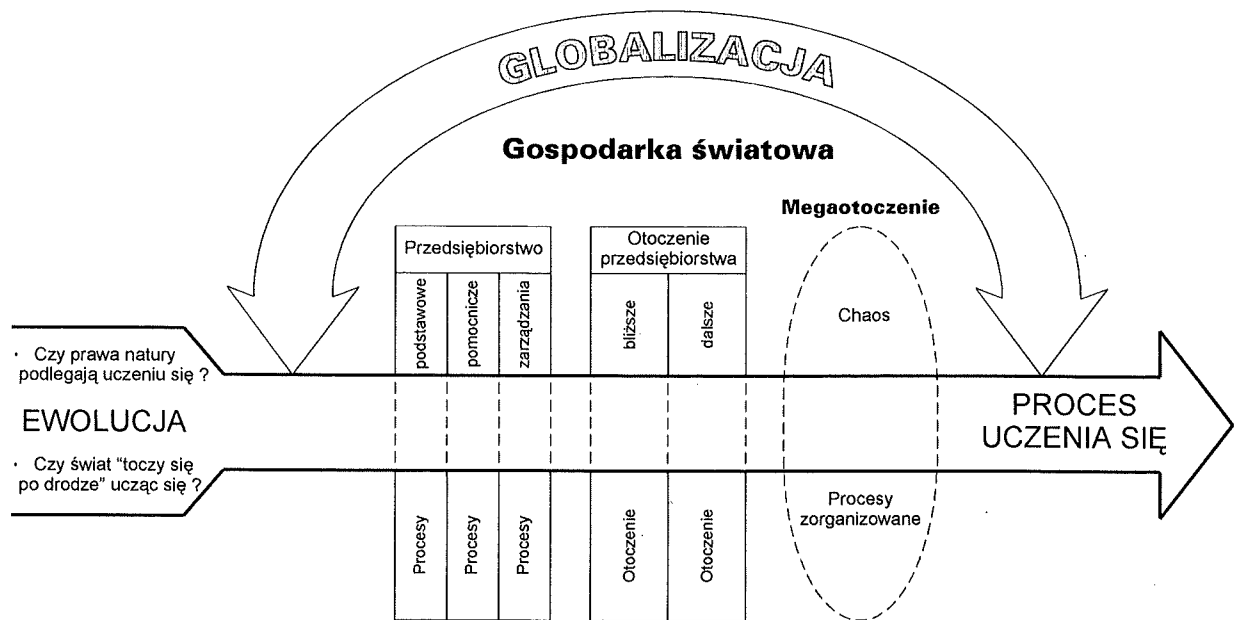 GLOBALIZACJA
Gospodarka światowa
Megaotoczenie
Przedsiębiorstwo
Otoczenie
przedsiębiorstwa
podstawowe
pomocnicze
zarządzania
bliższe
dalsze
Chaos
· Czy prawa natury
podlegają uczeniu się ?
EWOLUCJA
· Czy świat “toczy się
po drodze” ucząc się ?
PROCES
UCZENIA SIĘ
Procesy
Procesy
Procesy
Otoczenie
Otoczenie
Procesy
zorganizowane